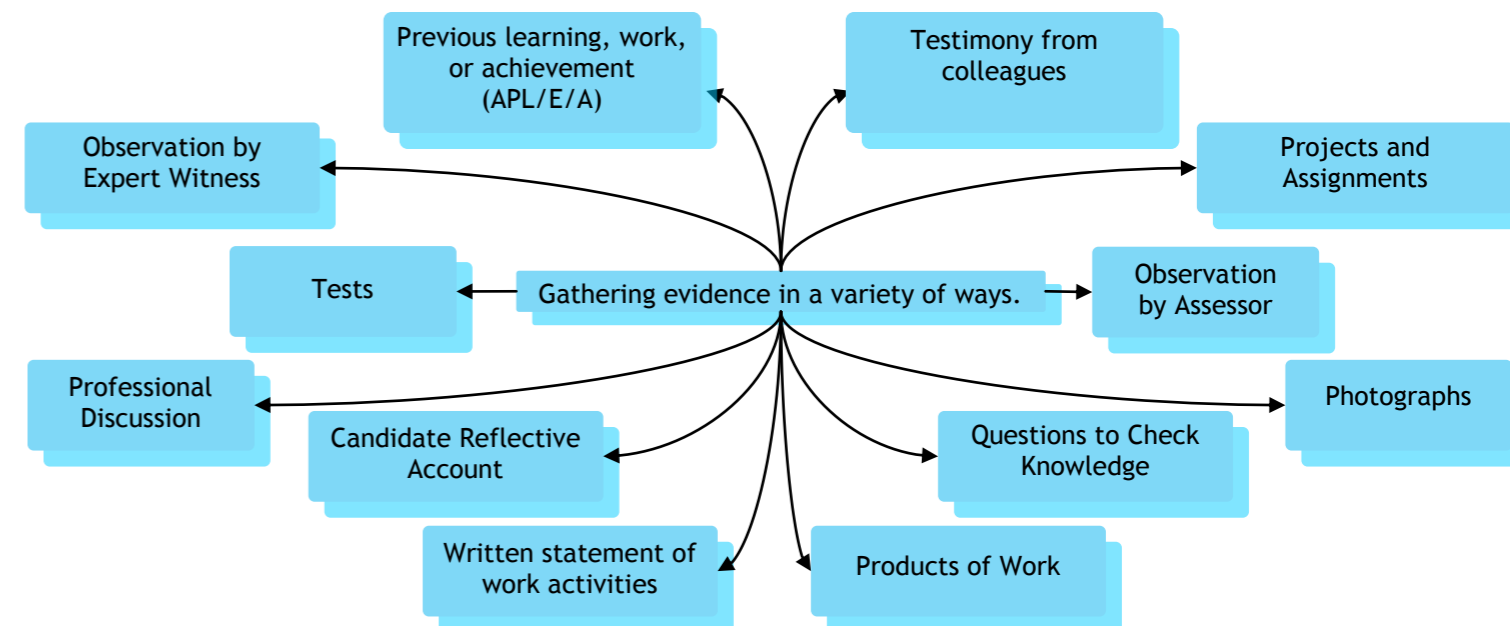 Previous learning, work,
or achievement
(APL/E/A)
Testimony from
colleagues
Observation by
Expert Witness
Projects and
Assignments
Tests
Gathering evidence in a variety of ways.
Observation
by Assessor
Professional
Discussion
Photographs
Candidate Reflective
Account
Questions to Check
Knowledge
Written statement of
work activities
Products of Work